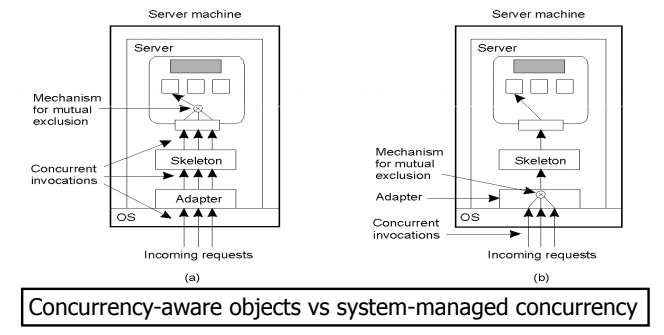 Server machine
Server
Mechanism
for mutual
exclusion
Concurrent
invocations
Skeleton
Adapter
OS
Incoming requests
(a)
Server machine
Server
Mechanism
for mutual
exclusion
Skeleton
Adapter
OS
Concurrent
invocations
Incoming requests
(b)
Concurrency-aware objects vs system-managed concurrency